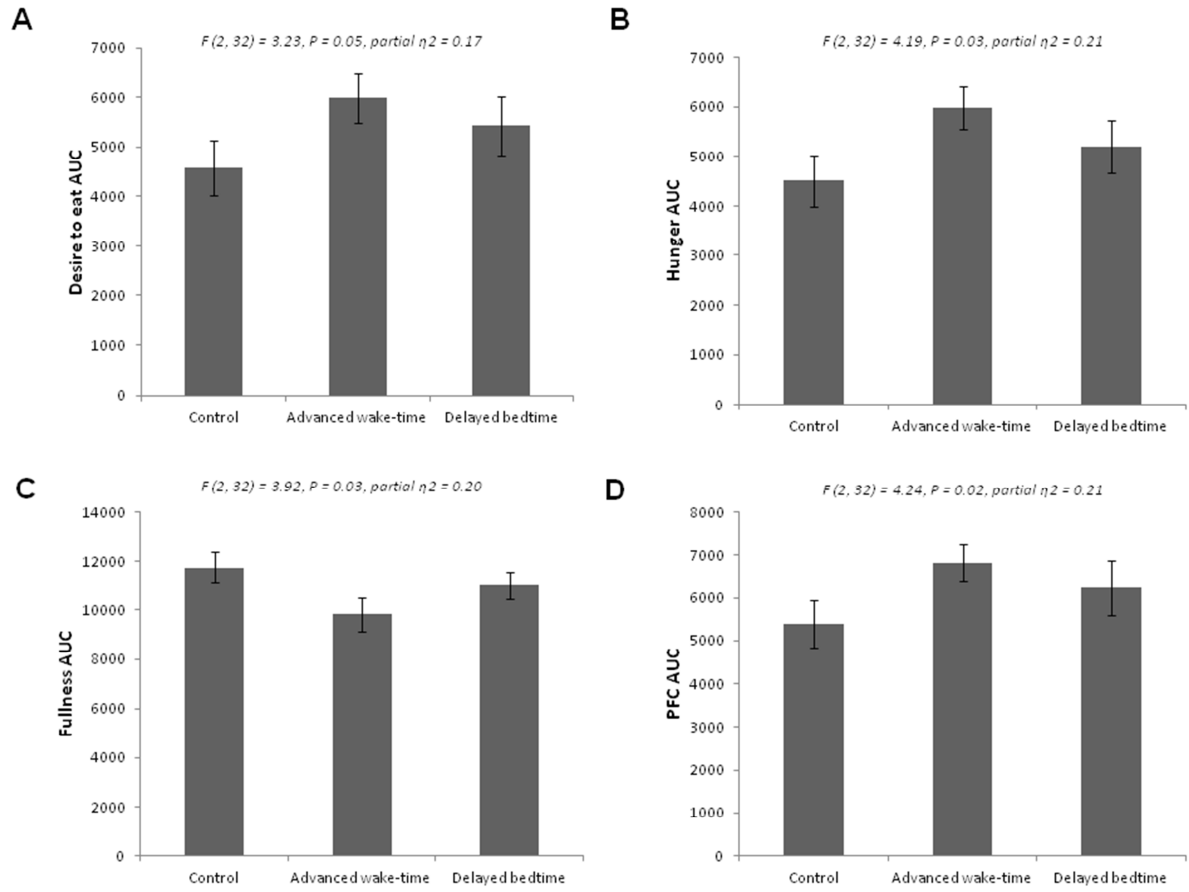 A
F (2, 32) = 3.23, P = 0.05, partial η2 = 0.17
7000
6000
5000
4000
3000
2000
1000
0
Desire to eat AUC
Control Advanced wake-time Delayed bedtime
B
F (2, 32) = 4.19, P = 0.03, partial η2 = 0.21
7000
6000
5000
4000
3000
2000
1000
0
Hunger AUC
Control Advanced wake-time Delayed bedtime
C
F (2, 32) = 3.92, P = 0.03, partial η2 = 0.20
14000
12000
10000
8000
6000
4000
2000
0
Fullness AUC
Control Advanced wake-time Delayed bedtime
D
F (2, 32) = 4.24, P = 0.02, partial η2 = 0.21
8000
7000
6000
5000
4000
3000
2000
1000
0
PFC AUC
Control Advanced wake-time Delayed bedtime